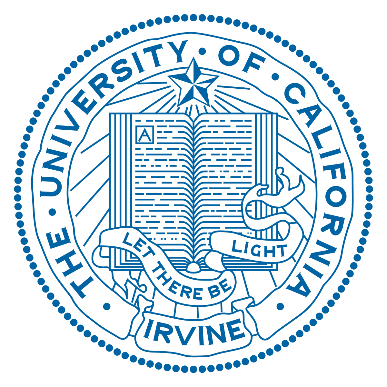 · THE · UNIVERSITY · OF · CALIFORNIA ·
A
LET THERE BE
LIGHT
IRVINE